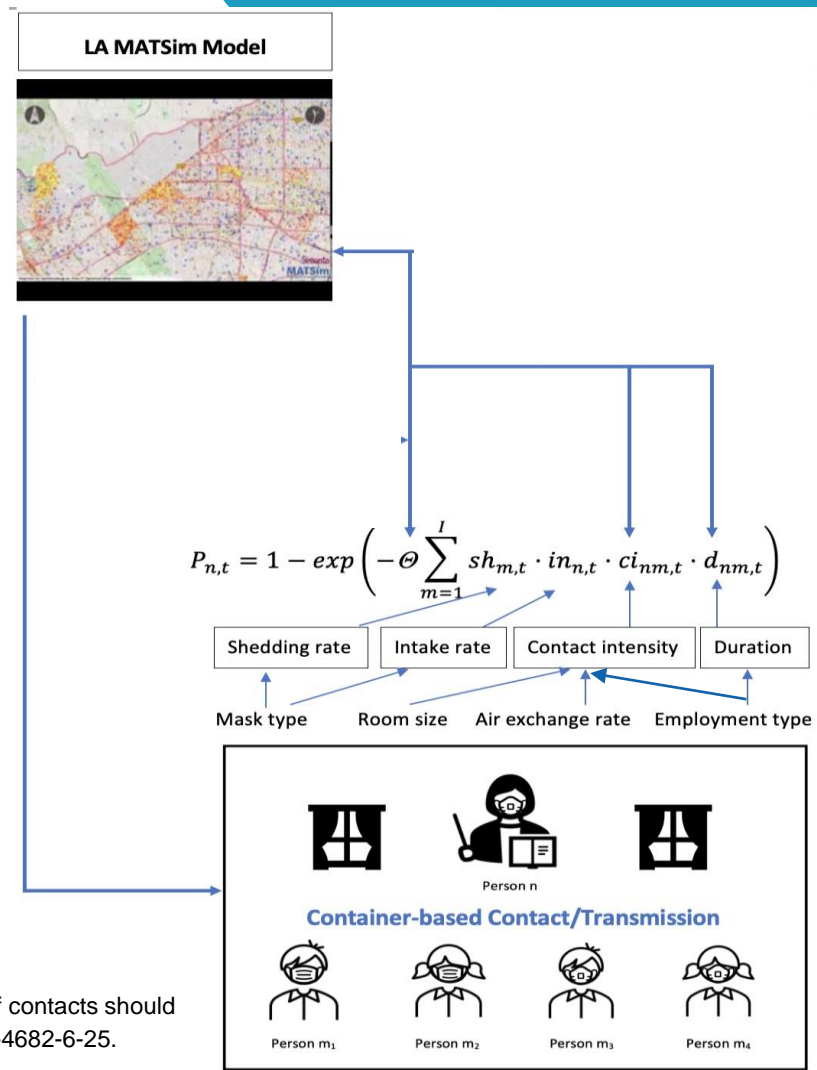 LA MATSim Model
Simunto
MATSim
P_{n,t} = 1 − exp(−Θ ∑_{m=1}^{I} sh_{m,t} · in_{n,t} · ci_{nm,t} · d_{nm,t})
Shedding rate Intake rate Contact intensity Duration
Mask type Room size Air exchange rate Employment type
Person n
Container-based Contact/Transmission
Person m₁ Person m₂ Person m₃ Person m₄
contacts should
4682-6-25.